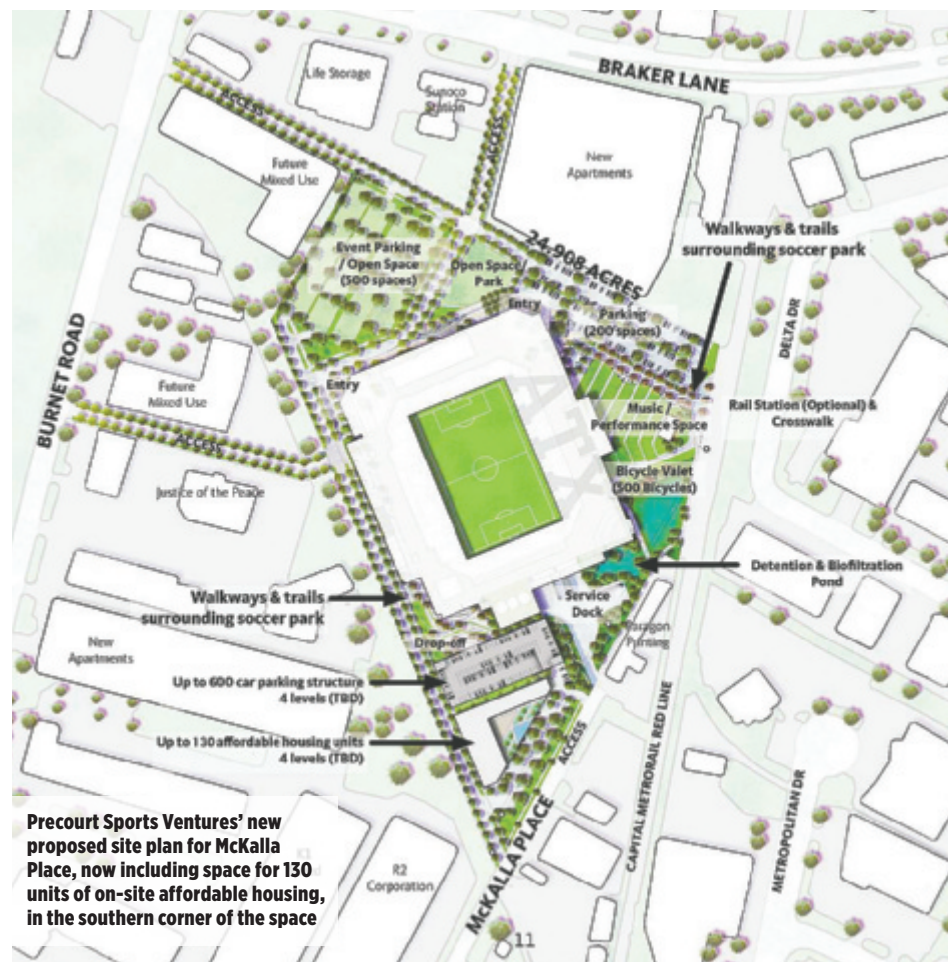 BRAKER LANE
Life Storage
Sunoco
Station
ACCESS
ACCESS
Future
Mixed Use
New
Apartments
Walkways & trails
surrounding soccer park
24.908 ACRES
Event Parking
/ Open Space
(500 spaces)
Open Space/
Park
Entry
Parking
(200 spaces)
DELTA DR
BURNET ROAD
Entry
ATX
Future
Mixed Use
Music /
Performance Space
Rail Station (Optional) &
Crosswalk
ACCESS
Bicycle Valet
(500 Bicycles)
Justice of the Peace
Detention & Biofiltration
Pond
Walkways & trails
surrounding soccer park
Service
Dock
Paragon
Printing
New
Apartments
Drop-off
Up to 600 car parking structure
4 levels (TBD)
Up to 130 affordable housing units
4 levels (TBD)
ACCESS
CAPITAL METRORAIL RED LINE
METROPOLITAN DR
McKALLA PLACE
R2
Corporation
Precourt Sports Ventures’ new
proposed site plan for McKalla
Place, now including space for 130
units of on-site affordable housing,
in the southern corner of the space
11